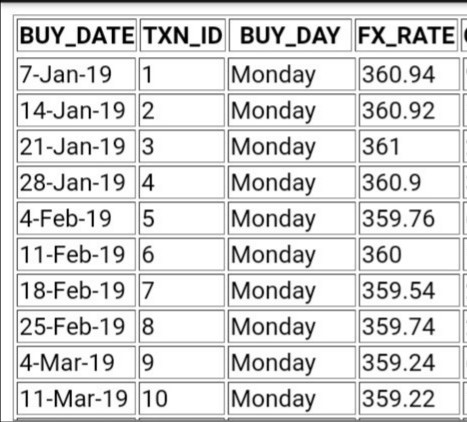 BUY_DATE TXN_ID BUY_DAY FX_RATE
7-Jan-19 1 Monday 360.94
14-Jan-19 2 Monday 360.92
21-Jan-19 3 Monday 361
28-Jan-19 4 Monday 360.9
4-Feb-19 5 Monday 359.76
11-Feb-19 6 Monday 360
18-Feb-19 7 Monday 359.54
25-Feb-19 8 Monday 359.74
4-Mar-19 9 Monday 359.24
11-Mar-19 10 Monday 359.22